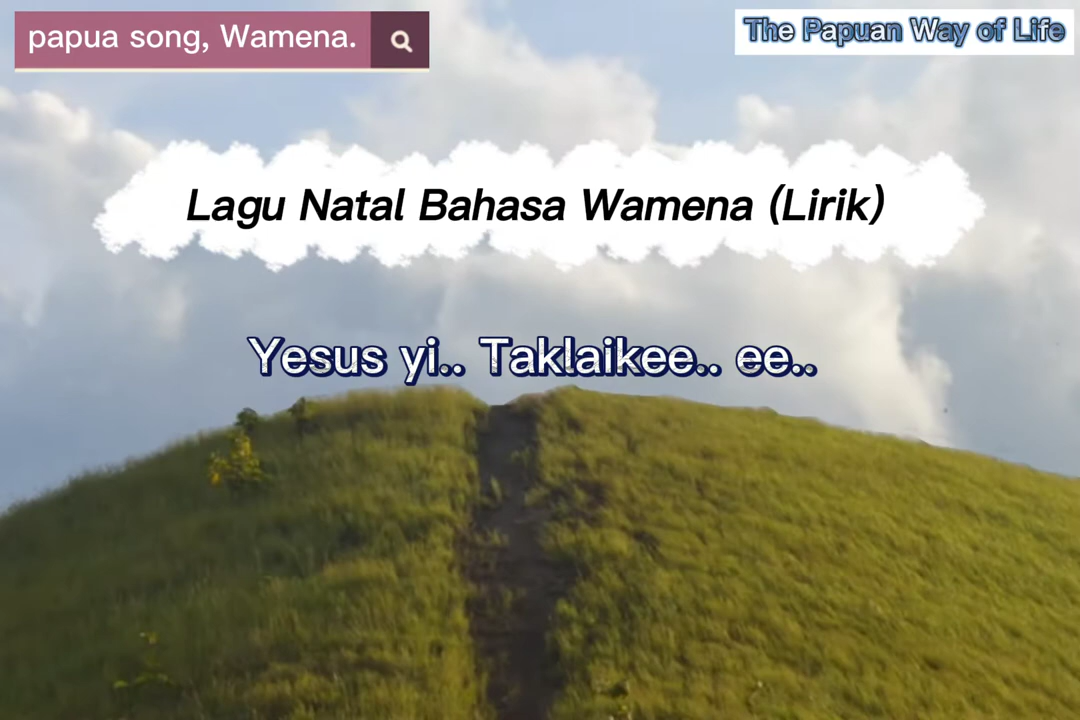 papua song, Wamena.
The Papuan Way of Life
Lagu Natal Bahasa Wamena (Lirik)
Yesus yi.. Taklaikee.. ee..